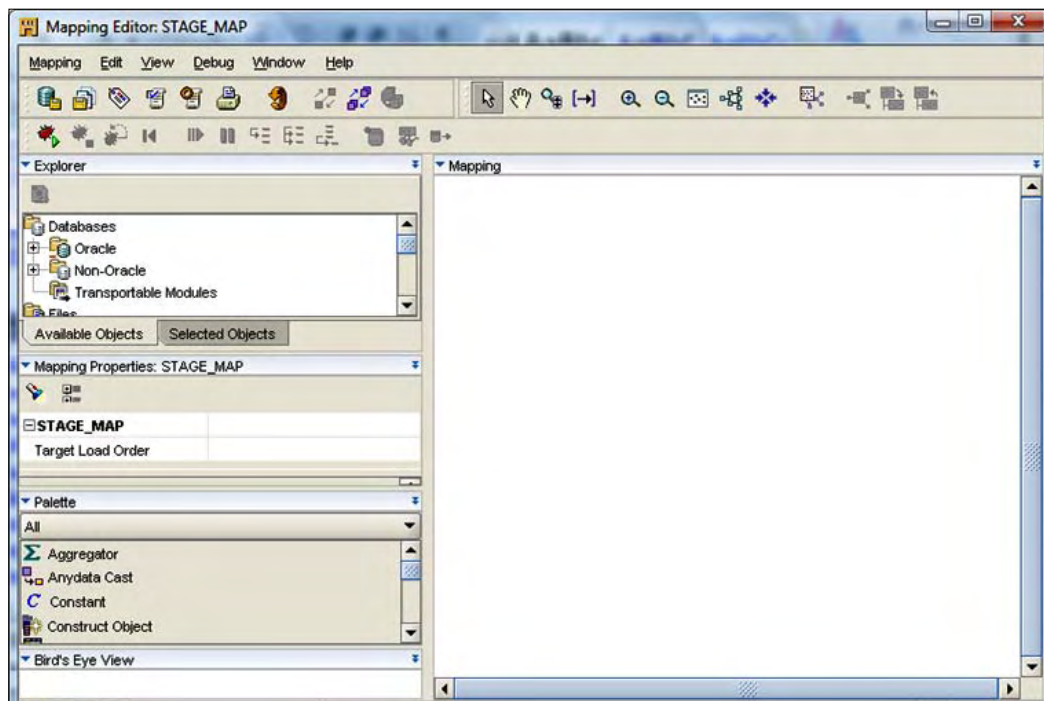 Mapping Editor: STAGE_MAP
Mapping Edit View Debug Window Help
Explorer
Databases
Oracle
Non-Oracle
Transportable Modules
Files
Available Objects Selected Objects
Mapping Properties: STAGE_MAP
STAGE_MAP
Target Load Order
Palette
All
Aggregator
Anydata Cast
C Constant
Construct Object
Bird's Eye View
Mapping